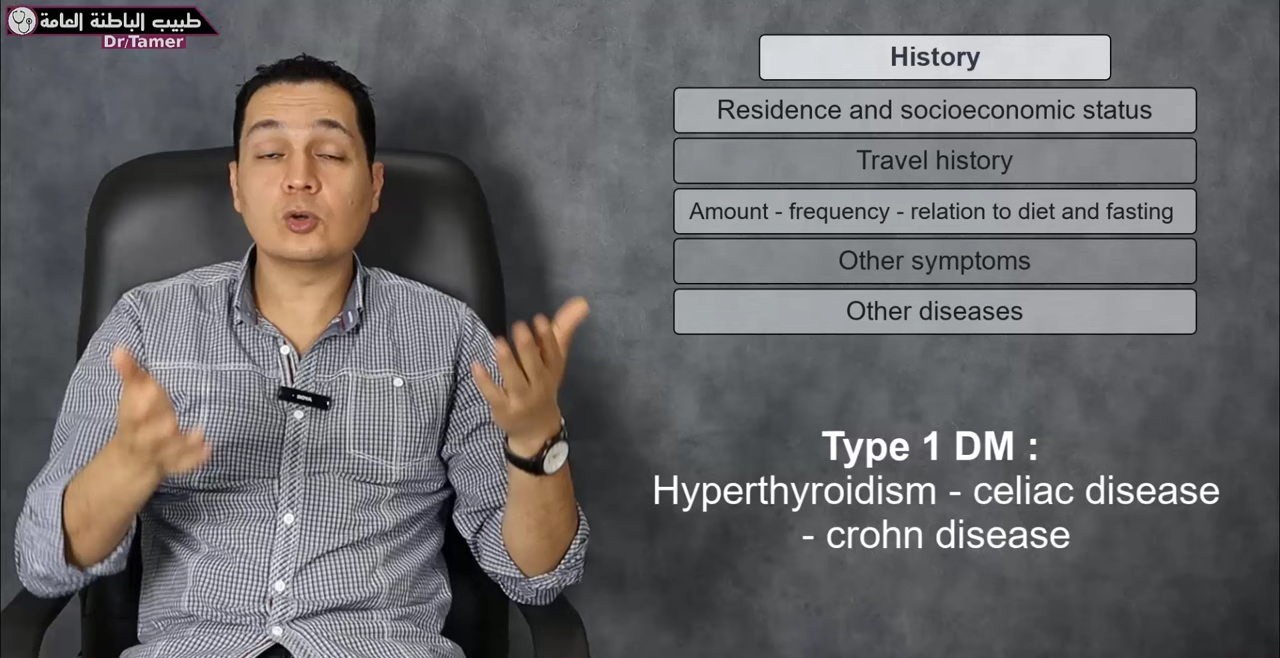 طبيب الباطنة العامة
Dr/Tamer
History
Residence and socioeconomic status
Travel history
Amount - frequency - relation to diet and fasting
Other symptoms
Other diseases
Type 1 DM :
Hyperthyroidism - celiac disease
- crohn disease
BOYA